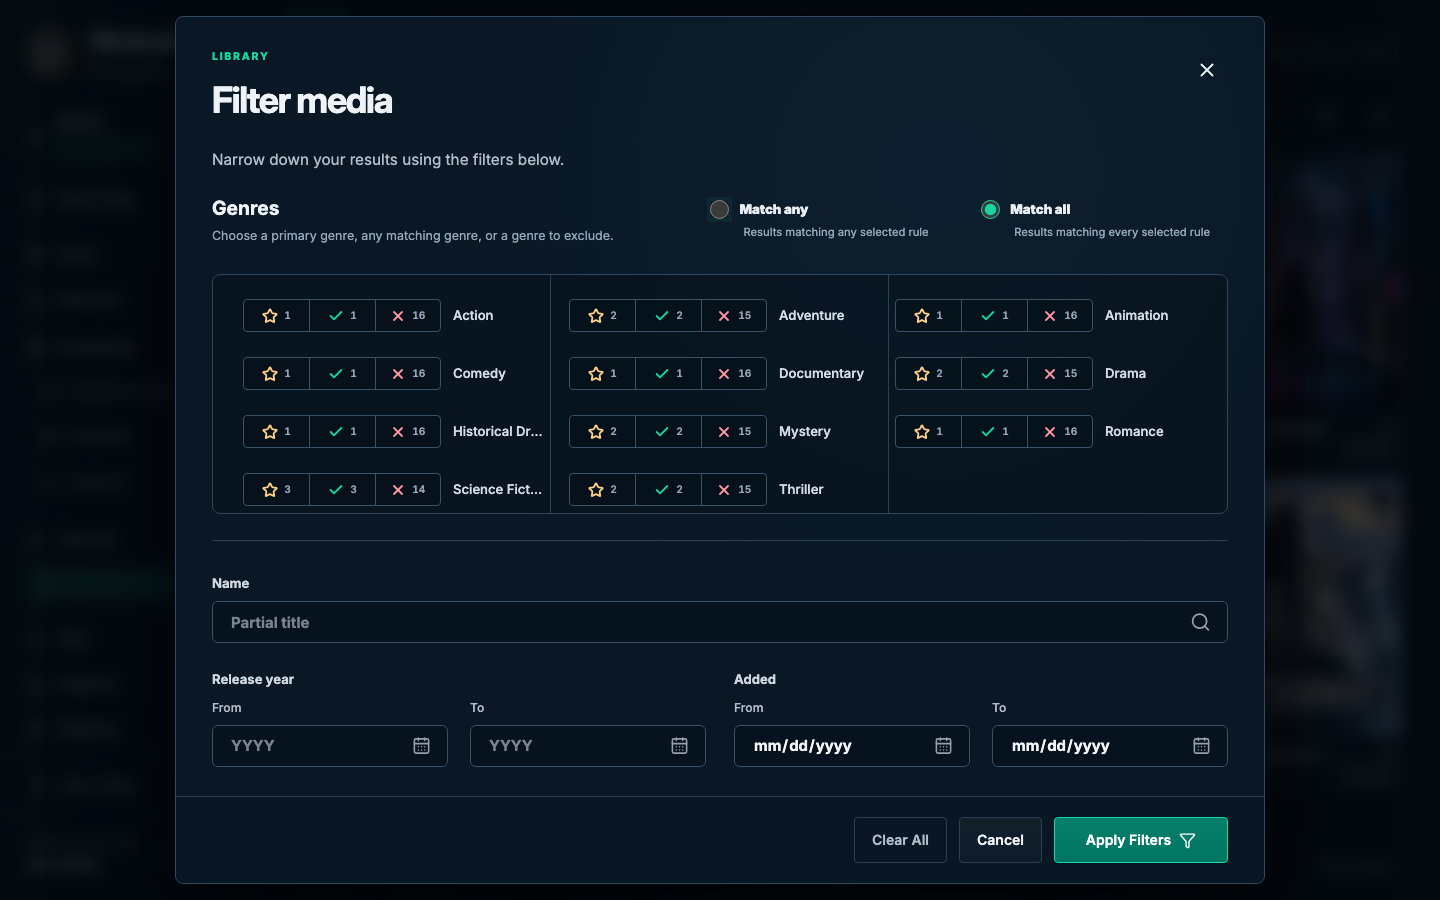 LIBRARY
Filter media
Narrow down your results using the filters below.
Genres
Choose a primary genre, any matching genre, or a genre to exclude.
Match any
Results matching any selected rule
Match all
Results matching every selected rule
1 1 16 Action
2 2 15 Adventure
1 1 16 Animation
1 1 16 Comedy
1 1 16 Documentary
2 2 15 Drama
1 1 16 Historical Dr...
2 2 15 Mystery
1 1 16 Romance
3 3 14 Science Fict...
2 2 15 Thriller
Name
Partial title
Release year
Added
From
To
From
To
YYYY
YYYY
mm/dd/yyyy
mm/dd/yyyy
Clear All
Cancel
Apply Filters